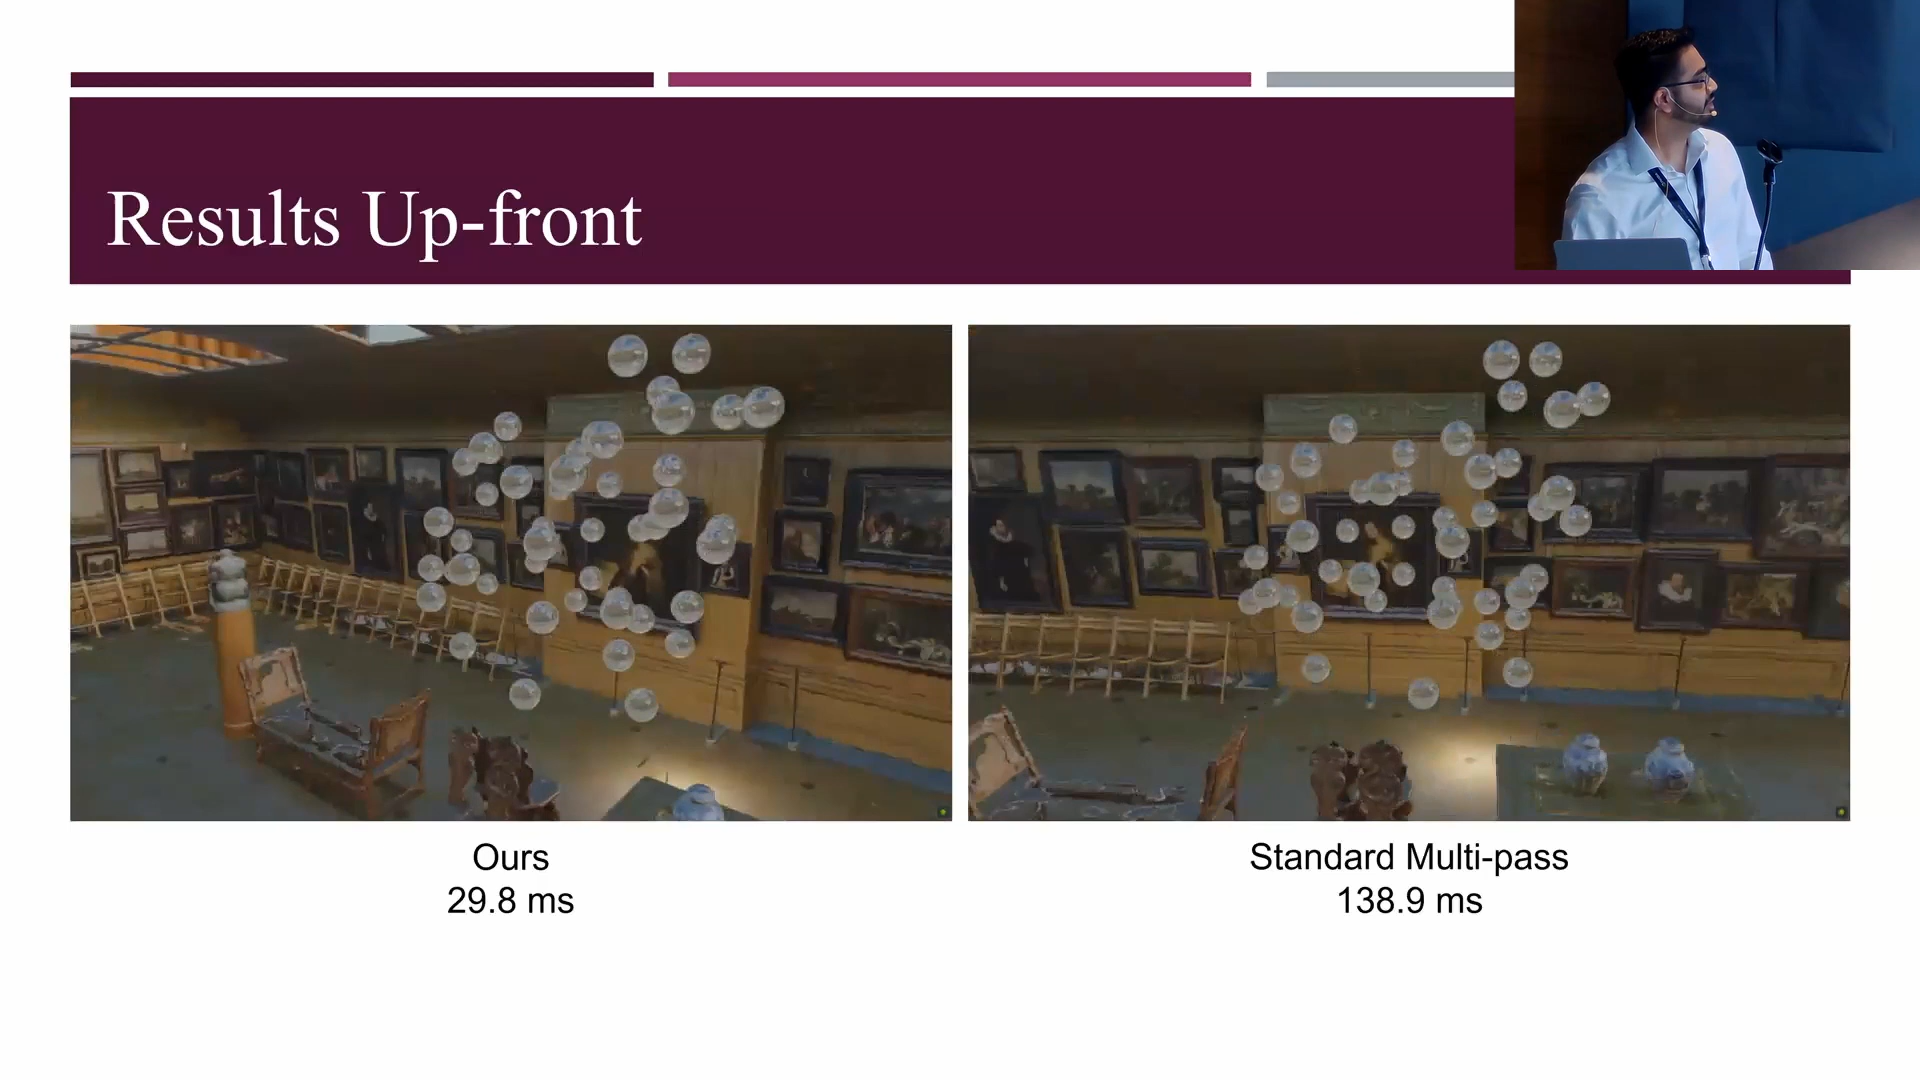 Results Up-front
Ours
29.8 ms
Standard Multi-pass
138.9 ms